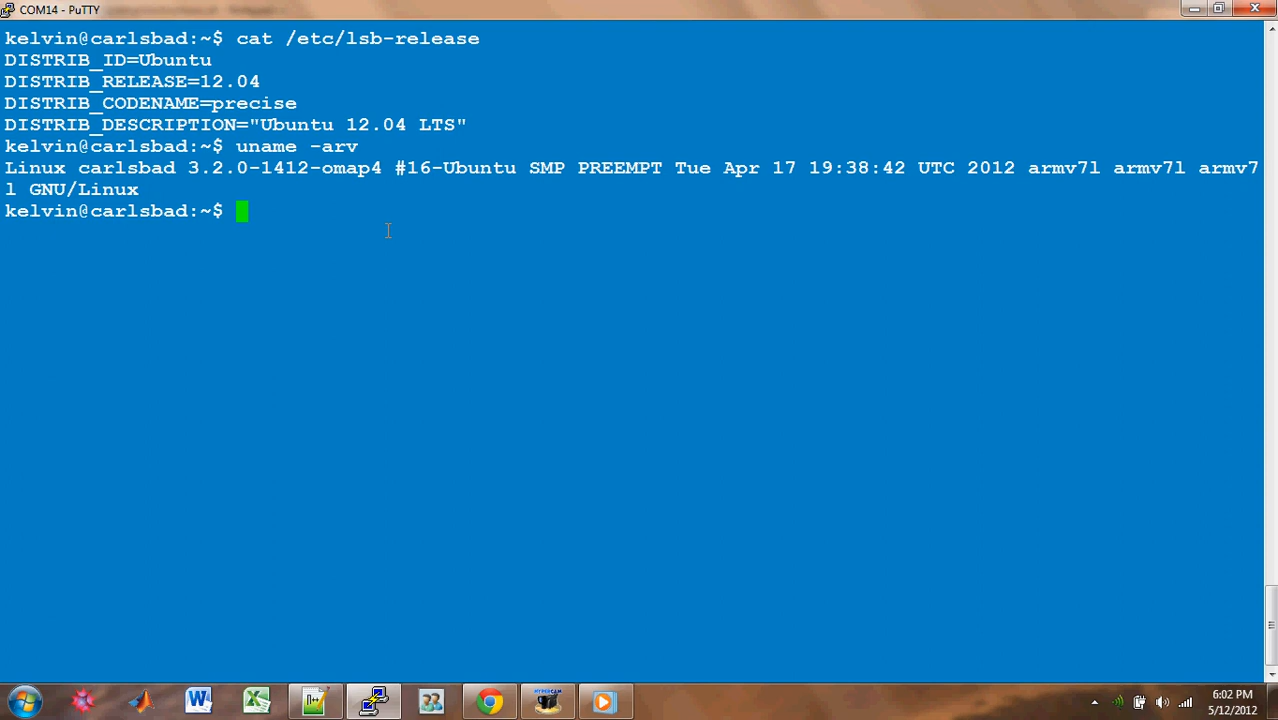 COM14 - PuTTY
kelvin@carlsbad:~$ cat /etc/lsb-release
DISTRIB_ID=Ubuntu
DISTRIB_RELEASE=12.04
DISTRIB_CODENAME=precise
DISTRIB_DESCRIPTION="Ubuntu 12.04 LTS"
kelvin@carlsbad:~$ uname -arv
Linux carlsbad 3.2.0-1412-omap4 #16-Ubuntu SMP PREEMPT Tue Apr 17 19:38:42 UTC 2012 armv7l armv7l armv7
l GNU/Linux
kelvin@carlsbad:~$
HYPERCAM
6:02 PM
5/12/2012